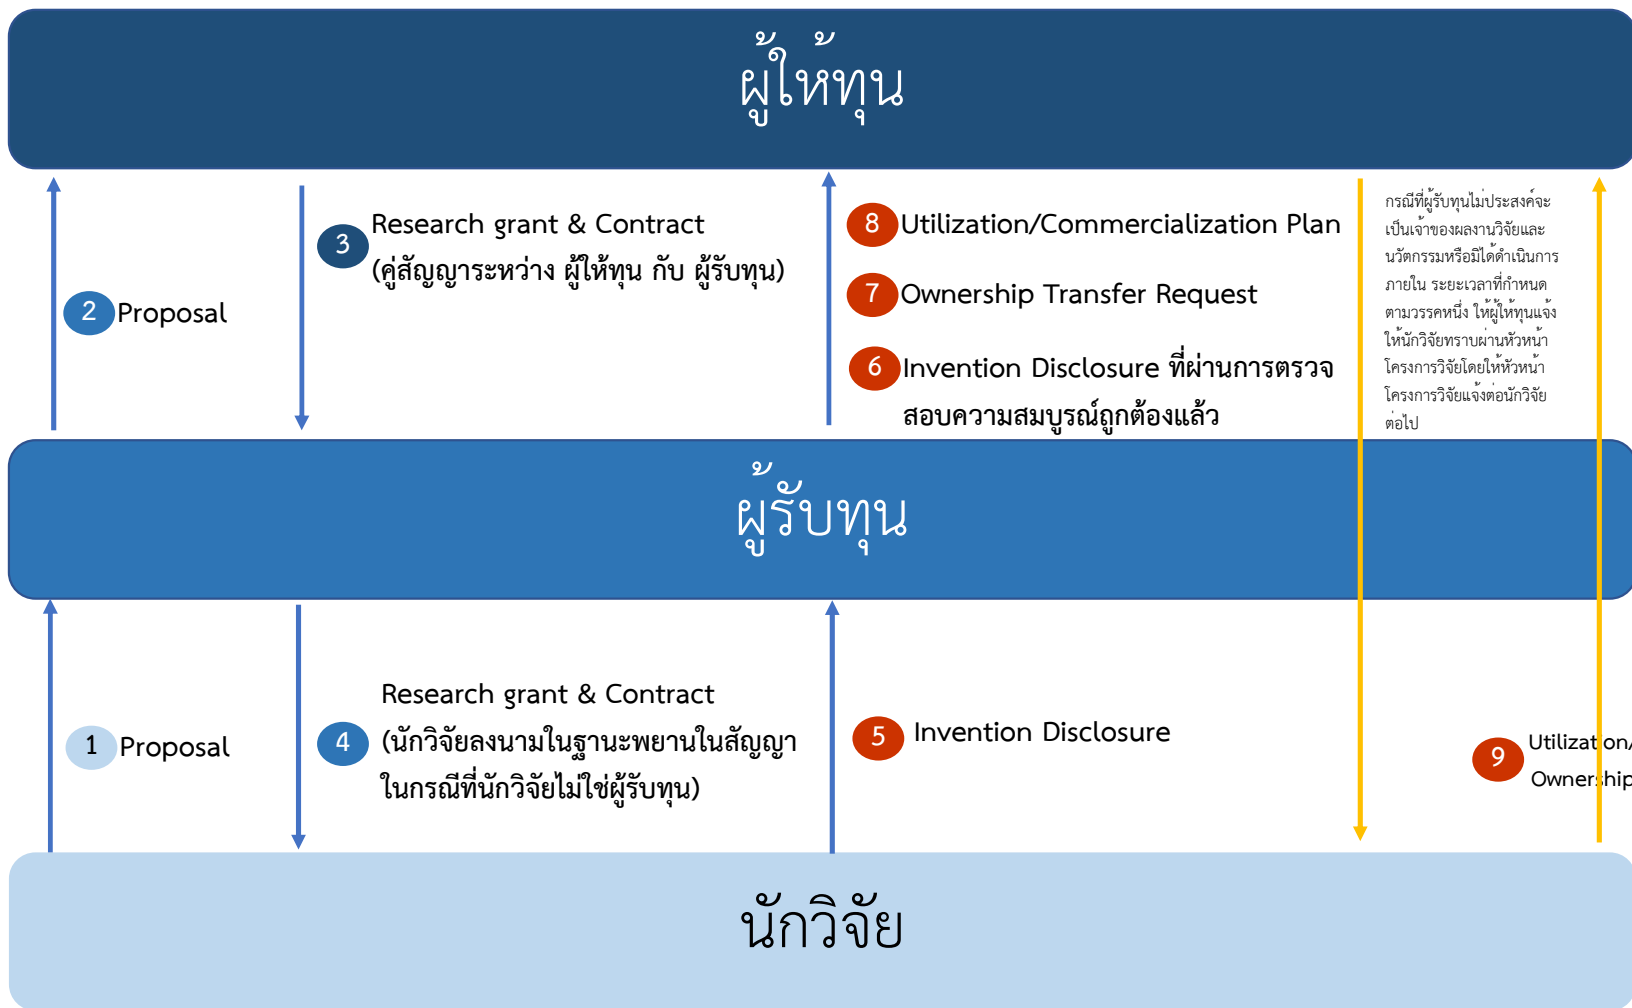 ผู้ให้ทุน
2 Proposal
3 Research grant & Contract
(คู่สัญญาระหว่าง ผู้ให้ทุน กับ ผู้รับทุน)
8 Utilization/Commercialization Plan
7 Ownership Transfer Request
6 Invention Disclosure ที่ผ่านการตรวจ
สอบความสมบูรณ์ถูกต้องแล้ว
กรณีที่ผู้รับทุนไม่ประสงค์จะ
เป็นเจ้าของผลงานวิจัยและ
นวัตกรรมหรือมิได้ดำเนินการ
ภายใน ระยะเวลาที่กำหนด
ตามวรรคหนึ่ง ให้ผู้ให้ทุนแจ้ง
ให้นักวิจัยทราบผ่านหัวหน้า
โครงการวิจัยโดยให้หัวหน้า
โครงการวิจัยแจ้งต่อนักวิจัย
ต่อไป
ผู้รับทุน
1 Proposal
4 Research grant & Contract
(นักวิจัยลงนามในฐานะพยานในสัญญา
ในกรณีที่นักวิจัยไม่ใช่ผู้รับทุน)
5 Invention Disclosure
9 Utilization/
Ownership
นักวิจัย